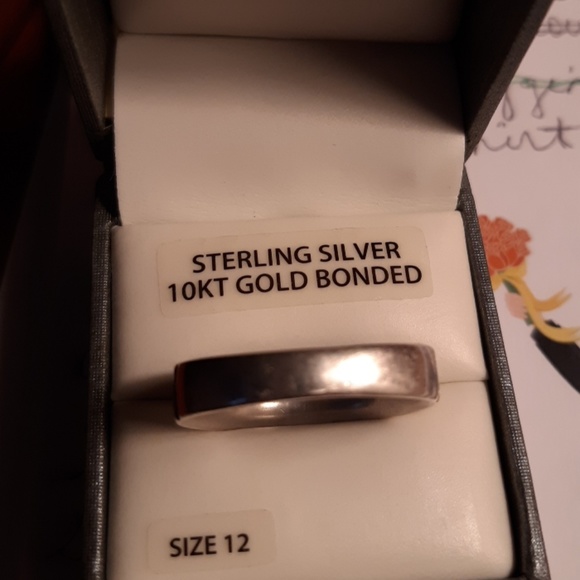 STERLING SILVER
10KT GOLD BONDED
SIZE 12